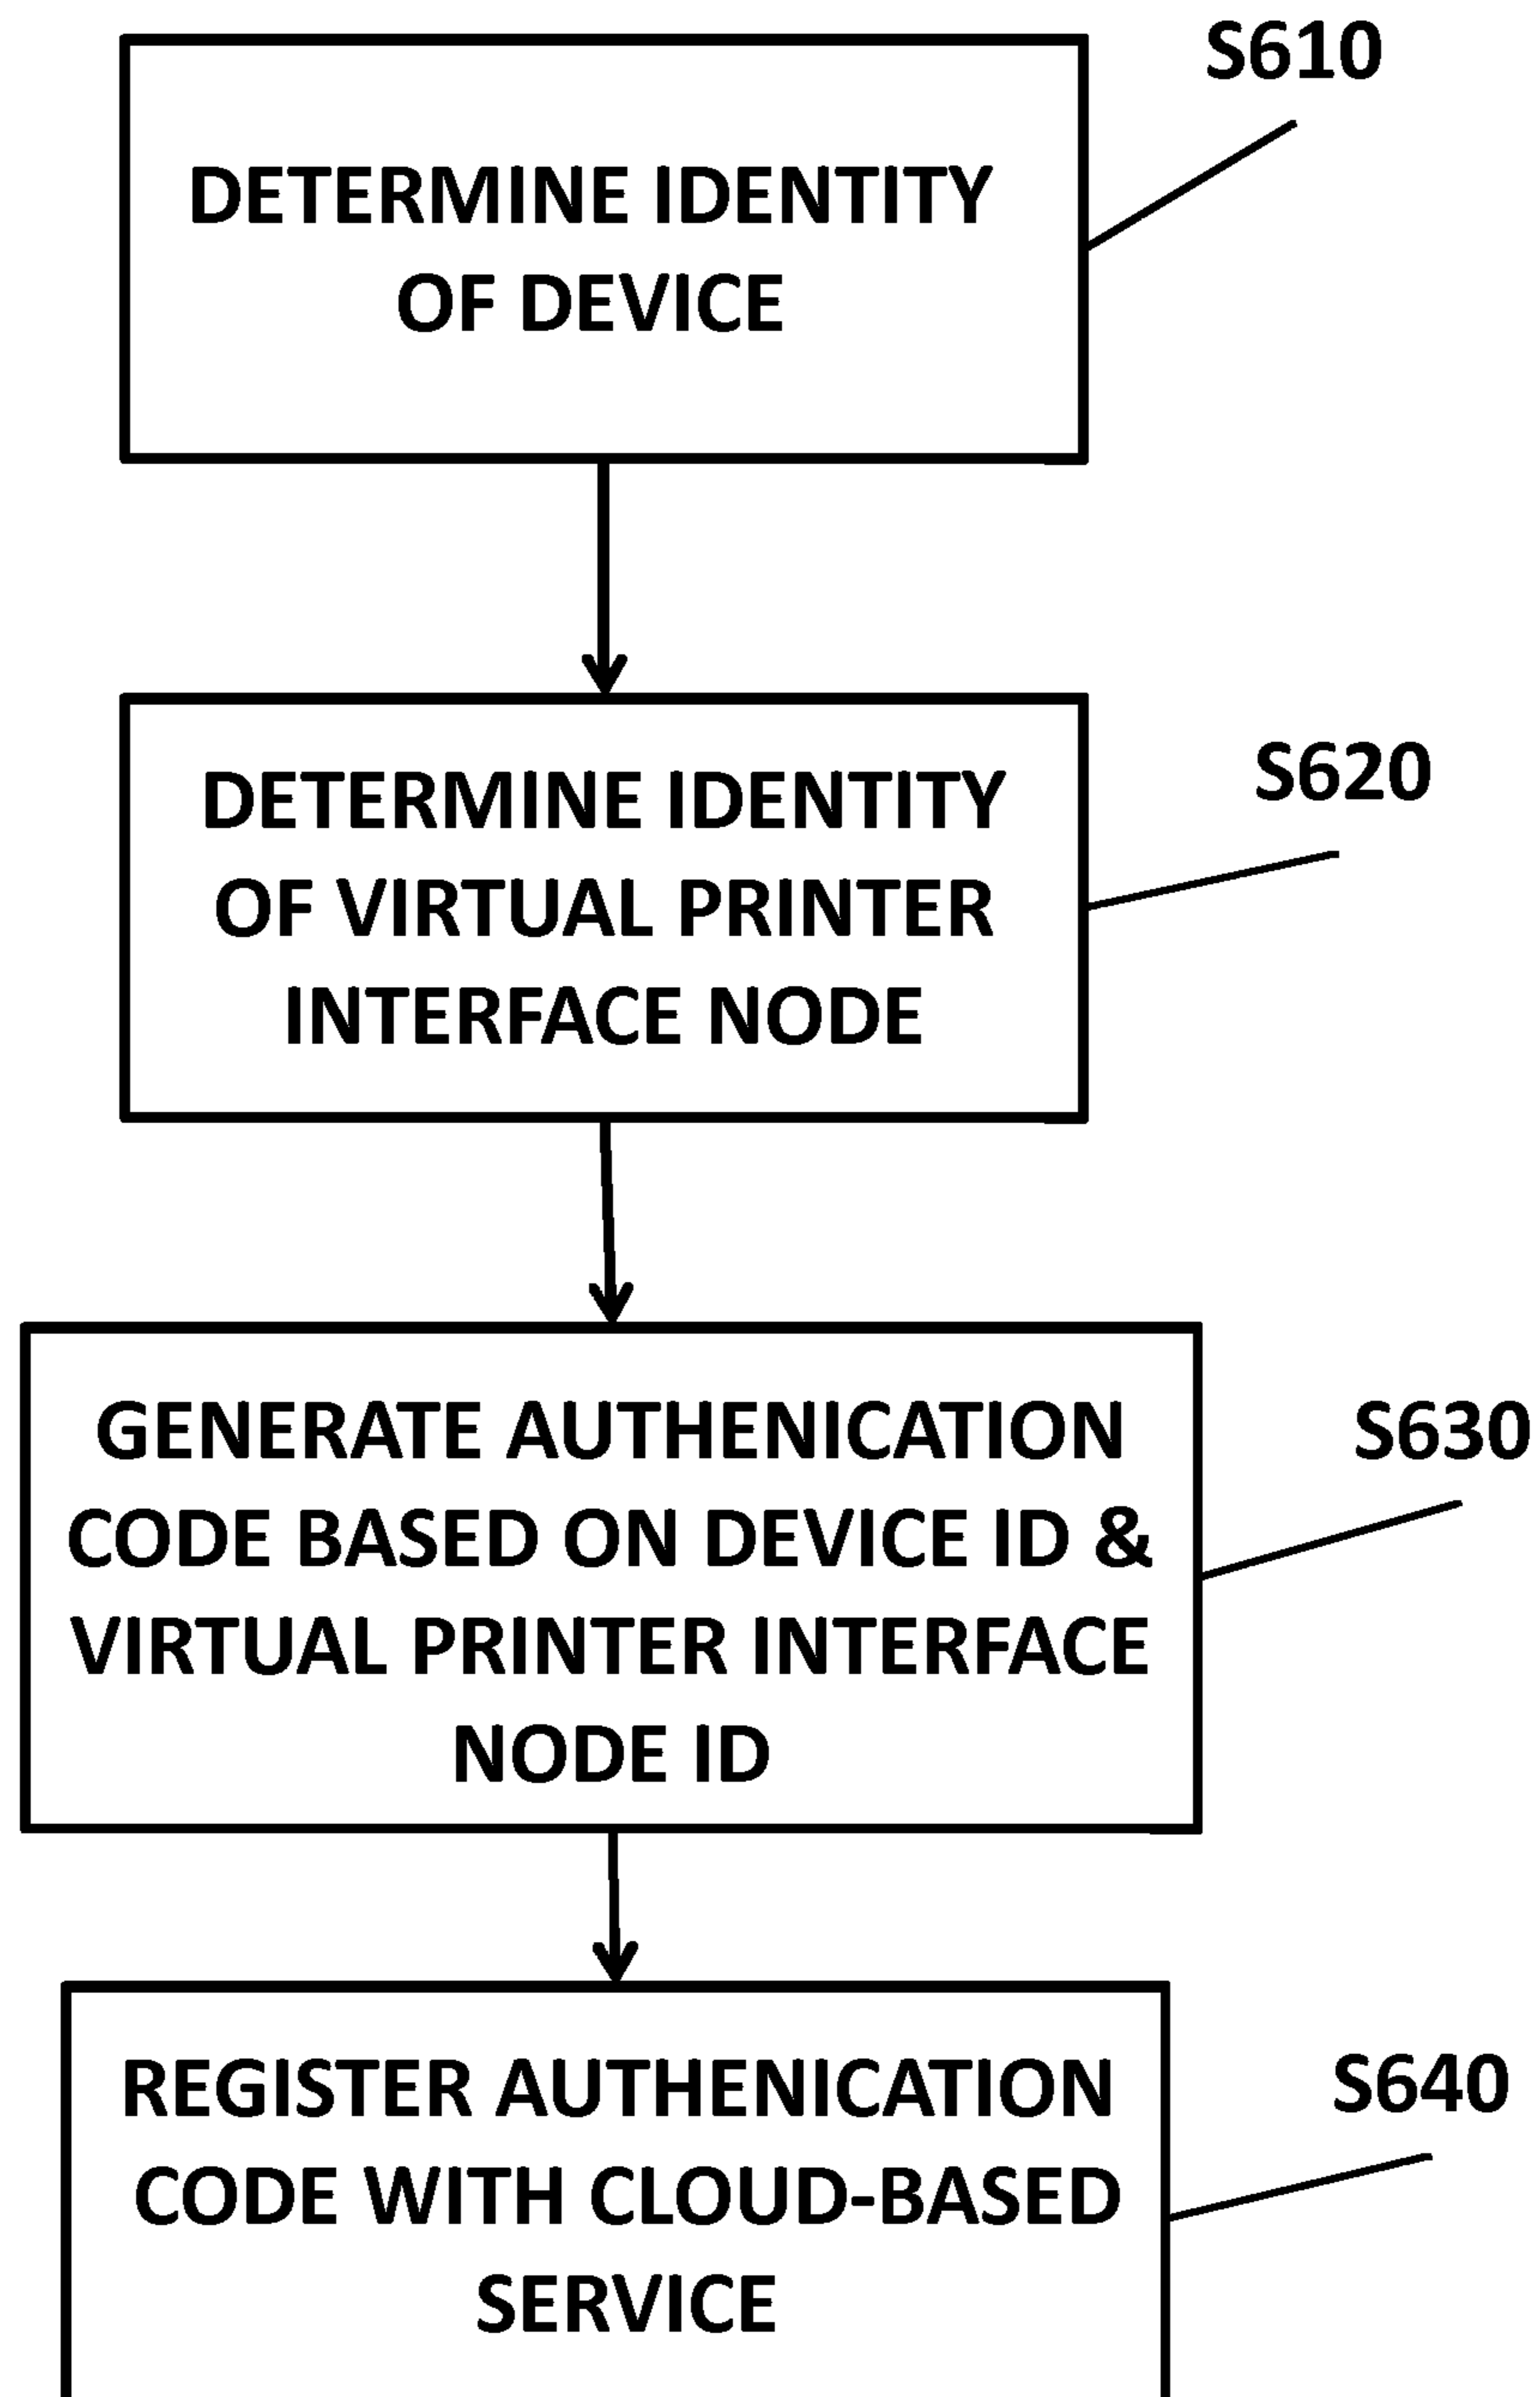 S610
DETERMINE IDENTITY
OF DEVICE
S620
DETERMINE IDENTITY
OF VIRTUAL PRINTER
INTERFACE NODE
S630
GENERATE AUTHENICATION
CODE BASED ON DEVICE ID &
VIRTUAL PRINTER INTERFACE
NODE ID
S640
REGISTER AUTHENICATION
CODE WITH CLOUD-BASED
SERVICE